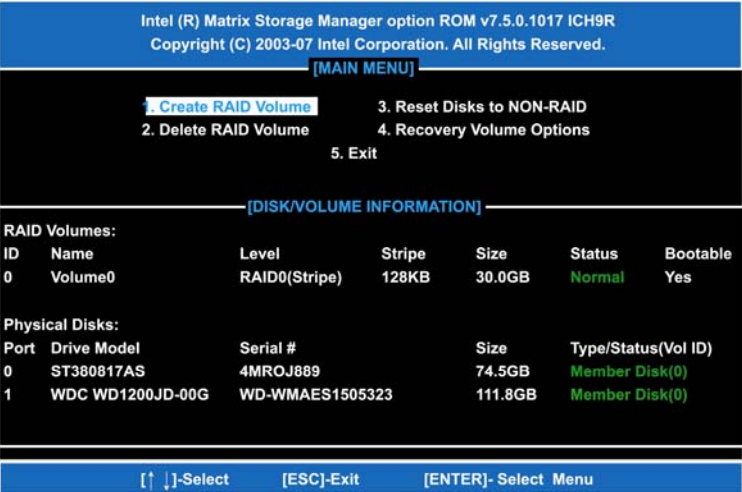 Intel (R) Matrix Storage Manager option ROM v7.5.0.1017 ICH9R
Copyright (C) 2003-07 Intel Corporation. All Rights Reserved.
[MAIN MENU]
1. Create RAID Volume 3. Reset Disks to NON-RAID
2. Delete RAID Volume 4. Recovery Volume Options
5. Exit
[DISK/VOLUME INFORMATION]
RAID Volumes:
ID Name Level Stripe Size Status Bootable
0 Volume0 RAID0(Stripe) 128KB 30.0GB Normal Yes
Physical Disks:
Port Drive Model Serial # Size Type/Status(Vol ID)
0 ST380817AS 4MROJ889 74.5GB Member Disk(0)
1 WDC WD1200JD-00G WD-WMAES1505323 111.8GB Member Disk(0)
[↑ ↓]-Select [ESC]-Exit [ENTER]- Select Menu